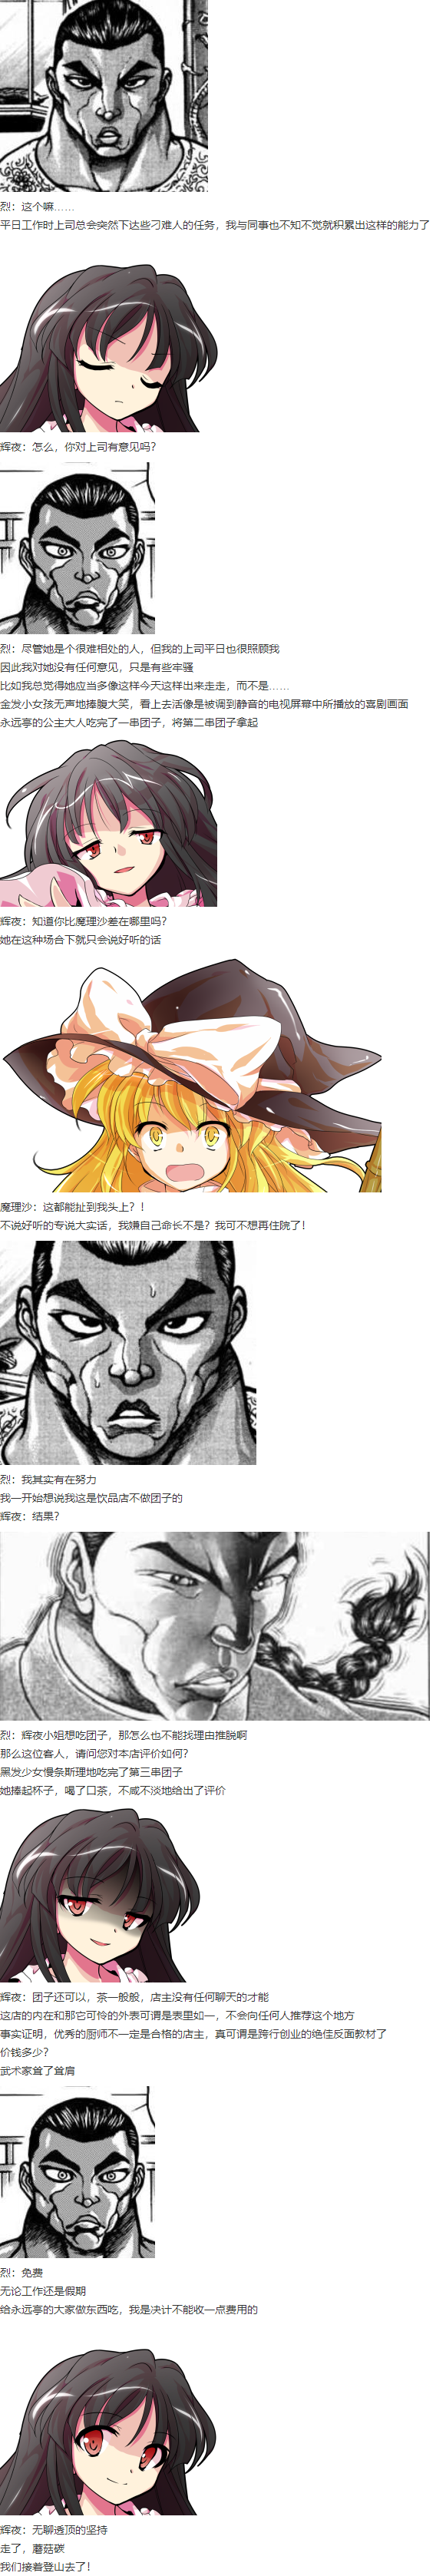 烈：这个嘛……
平日工作时上司总会突然下达些刁难人的任务，我与同事也不知不觉就积累出这样的能力了
辉夜：怎么，你对上司有意见吗？
烈：尽管她是个很难相处的人，但我的上司平日也很照顾我
因此我对她没有任何意见，只是有些牢骚
比如我总觉得她应当多像这样今天这样出来走走，而不是……
金发小女孩无声地捧腹大笑，看上去活像是被调到静音的电视屏幕中所播放的喜剧画面
永远亭的公主大人吃完了一串团子，将第二串团子拿起
辉夜：知道你比魔理沙差在哪里吗？
她在这种场合下就只会说好听的话
魔理沙：这都能扯到我头上？！
不说好听的专说大实话，我嫌自己命长不是？我可不想再住院了！
烈：我其实有在努力
我一开始想说我这是饮品店不做团子的
辉夜：结果？
烈：辉夜小姐想吃团子，那怎么也不能找理由推脱啊
那么这位客人，请问您对本店评价如何？
黑发少女慢条斯理地吃完了第三串团子
她捧起杯子，喝了口茶，不咸不淡地给出了评价
辉夜：团子还可以，茶一般般，店主没有任何聊天的才能
这店的内在和那它可怜的外表可谓是表里如一，不会向任何人推荐这个地方
事实证明，优秀的厨师不一定是合格的店主，真可谓是跨行创业的绝佳反面教材了
价钱多少？
武术家耸了耸肩
烈：免费
无论工作还是假期
给永远亭的大家做东西吃，我是决计不能收一点费用的
辉夜：无聊透顶的坚持
走了，蘑菇碳
我们接着登山去了！